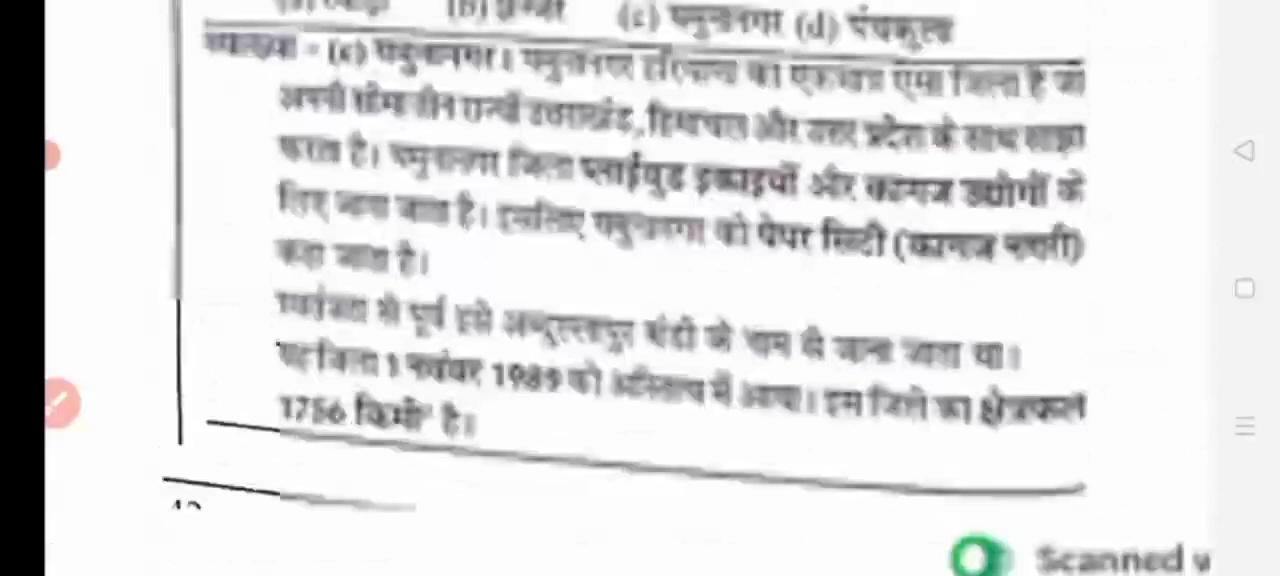 (b) झज्जर (c) यमुनानगर (d) पंचकूला
व्याख्या - (c) यमुनानगर। यमुनानगर हरियाणा का एकमात्र ऐसा जिला है जो
अपनी सीमा तीन राज्यों उत्तराखंड, हिमाचल और उत्तर प्रदेश के साथ साझा
करता है। यमुनानगर जिला प्लाईवुड इकाइयों और कागज उद्योगों के
लिए जाना जाता है। इसलिए यमुनानगर को पेपर सिटी (कागज नगरी)
कहा जाता है।
स्वतंत्रता से पूर्व इसे अब्दुल्लापुर मंडी के नाम से जाना जाता था।
यह जिला 1 नवंबर 1989 को अस्तित्व में आया। इस जिले का क्षेत्रफल
1756 किमी² है।
Scanned